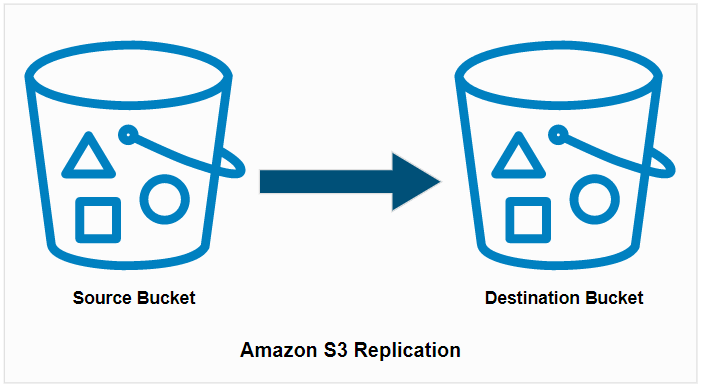 Source Bucket
Destination Bucket
Amazon S3 Replication